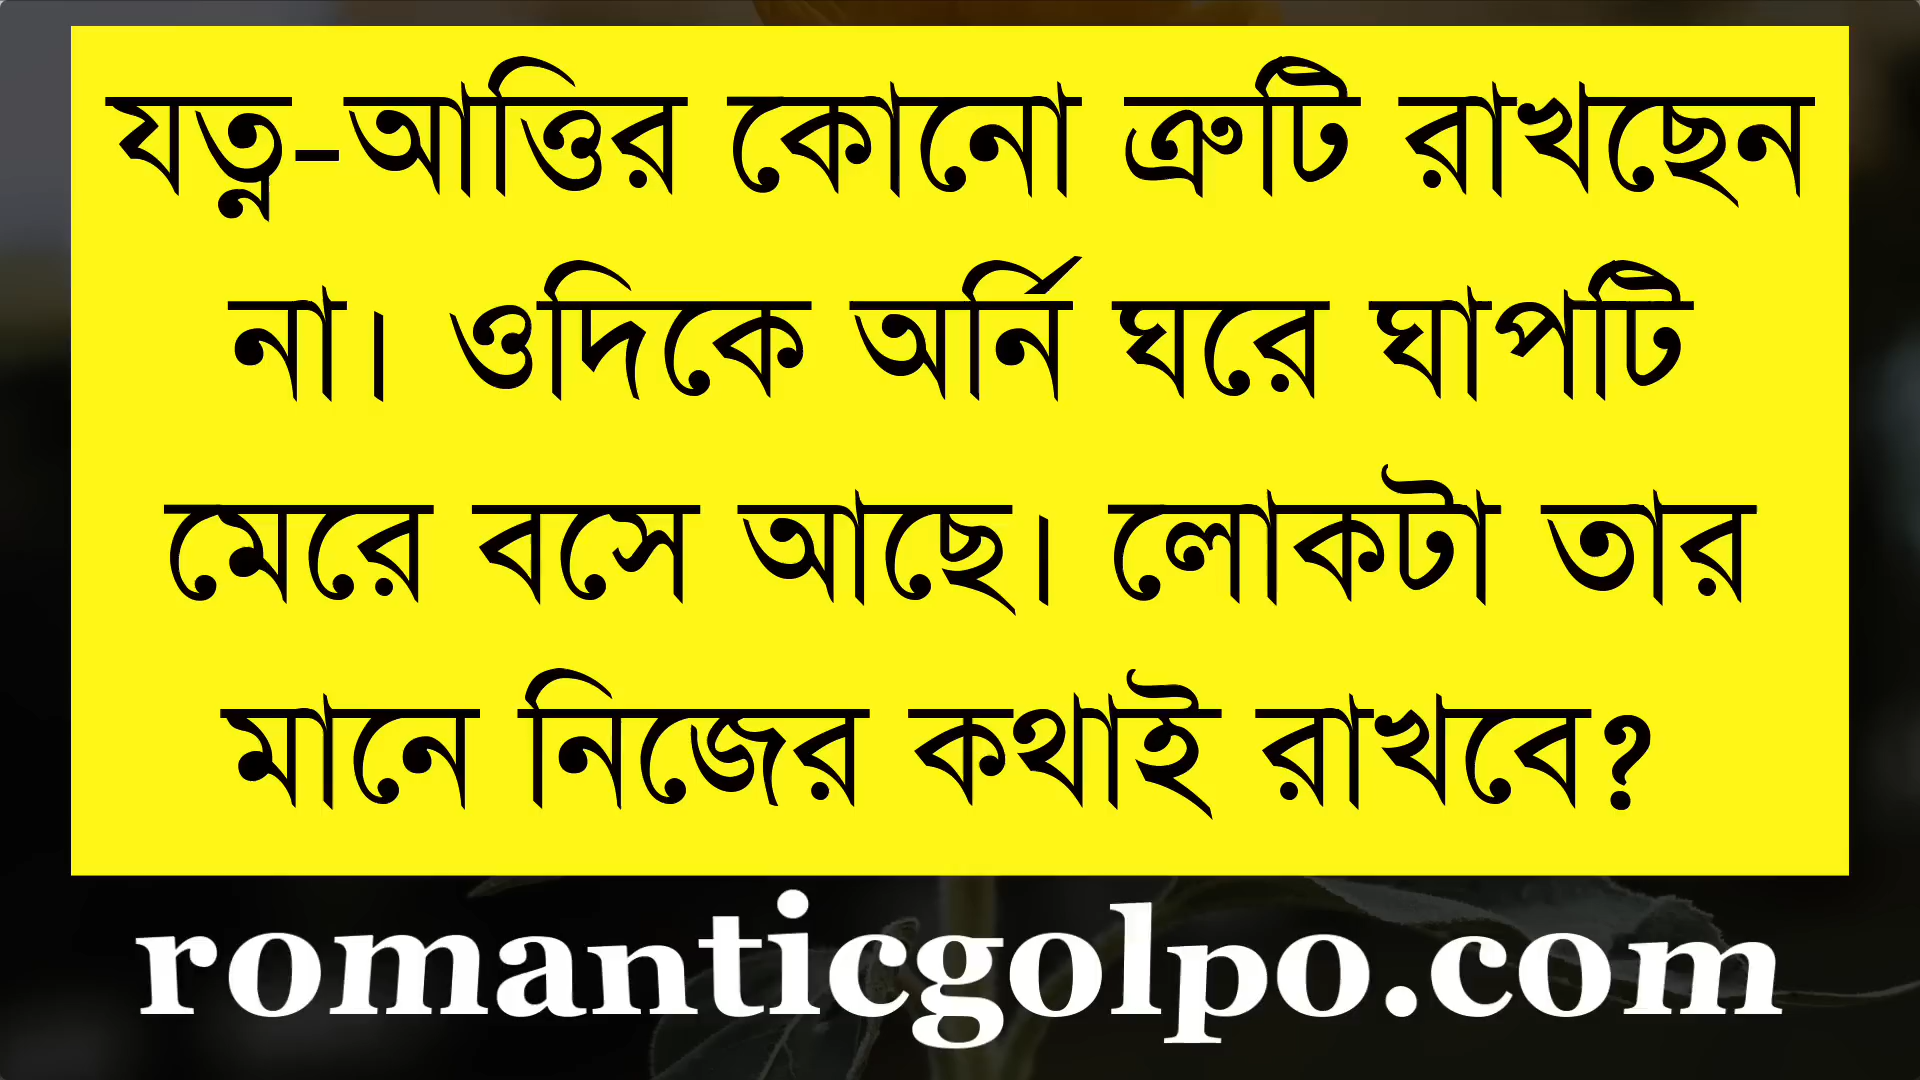 যত্ন-আত্তির কোনো ত্রুটি রাখছেন
না। ওদিকে অর্নি ঘরে ঘাপটি
মেরে বসে আছে। লোকটা তার
মানে নিজের কথাই রাখবে?
romanticgolpo.com